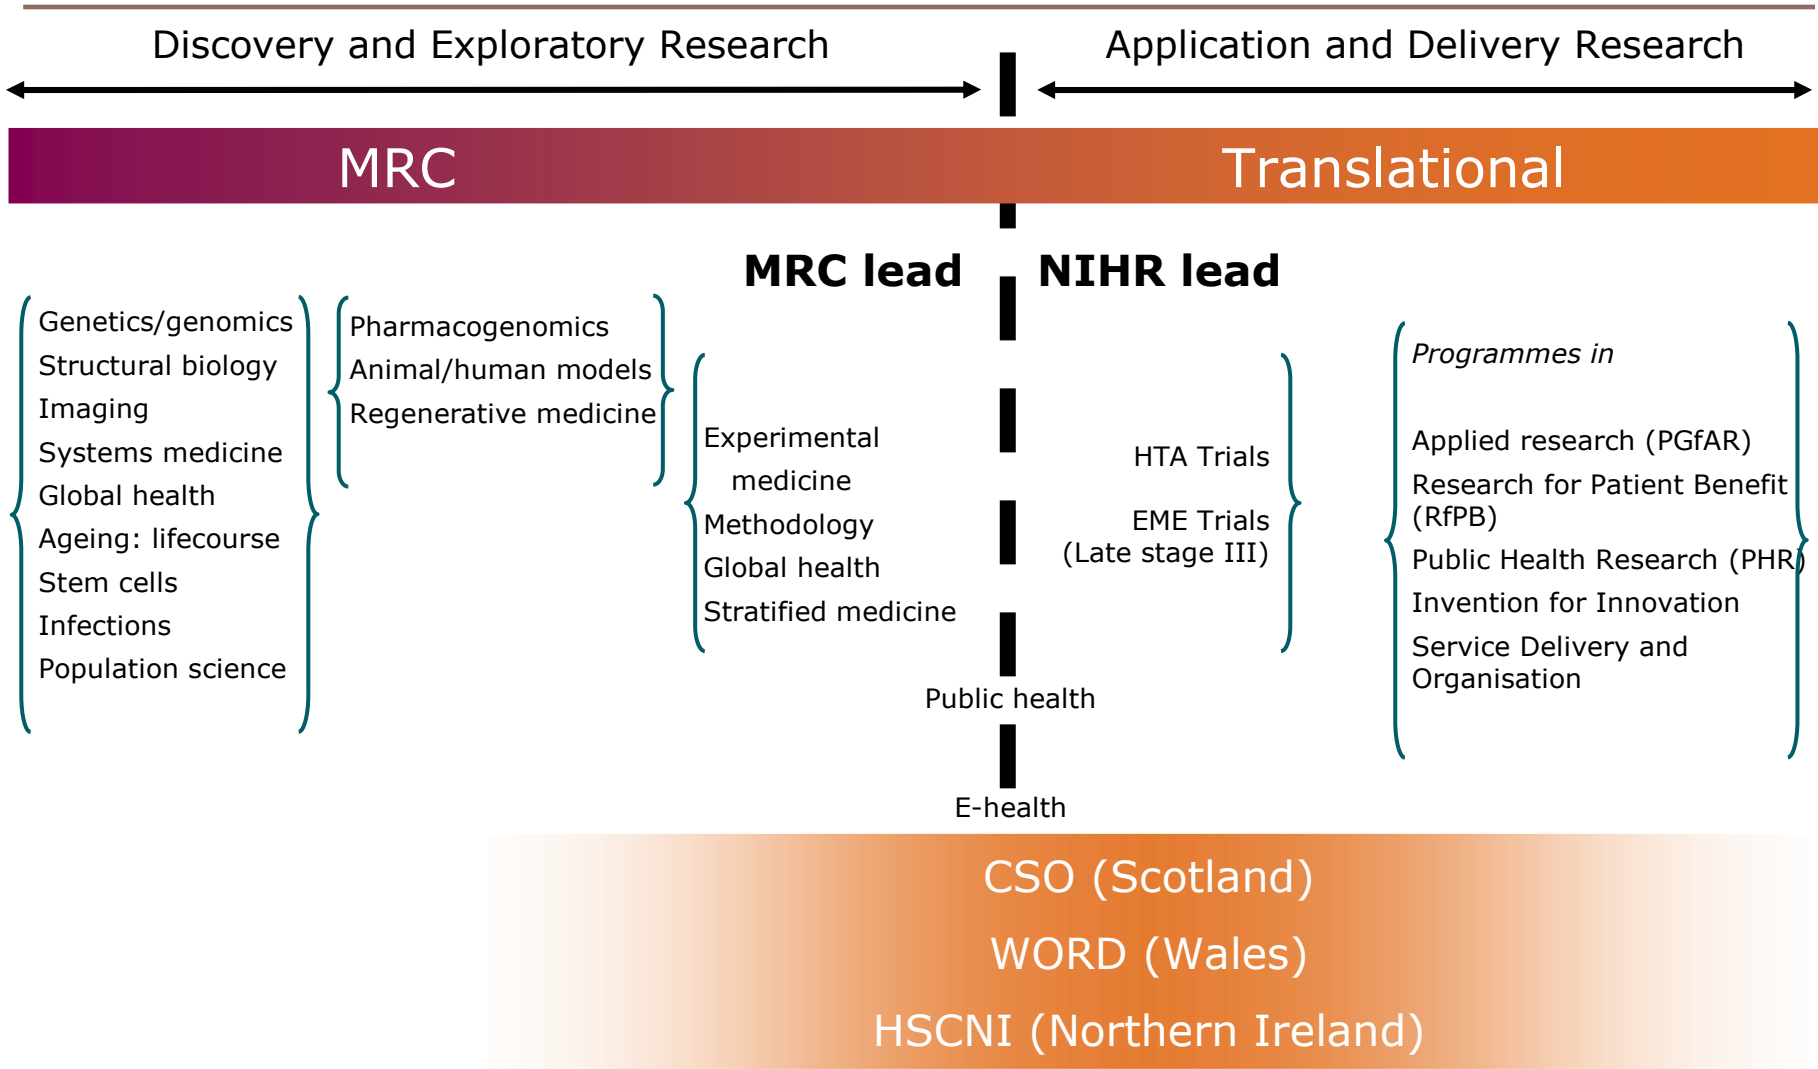 Discovery and Exploratory Research
Application and Delivery Research
MRC
Translational
MRC lead
NIHR lead
Genetics/genomics
Structural biology
Imaging
Systems medicine
Global health
Ageing: lifecourse
Stem cells
Infections
Population science
Pharmacogenomics
Animal/human models
Regenerative medicine
Experimental
medicine
Methodology
Global health
Stratified medicine
HTA Trials
EME Trials
(Late stage III)
Programmes in
Applied research (PGfAR)
Research for Patient Benefit
(RfPB)
Public Health Research (PHR)
Invention for Innovation
Service Delivery and
Organisation
Public health
E-health
CSO (Scotland)
WORD (Wales)
HSCNI (Northern Ireland)